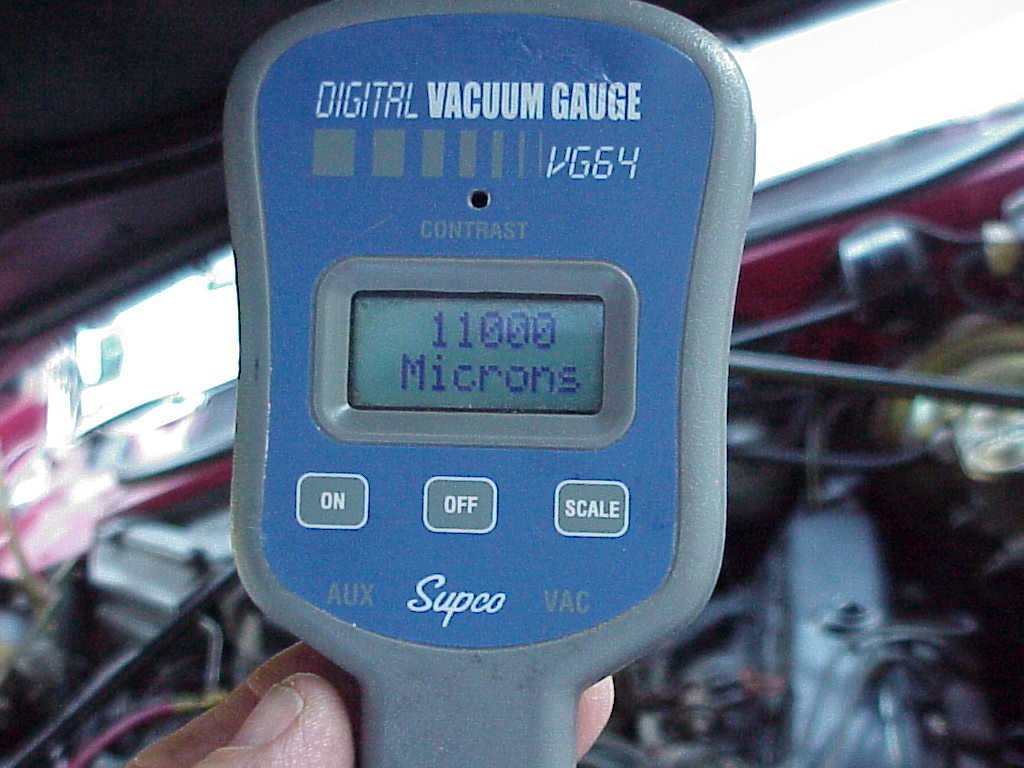 DIGITAL VACUUM GAUGE
VG64
CONTRAST
11000
Microns
ON OFF SCALE
AUX Supco VAC